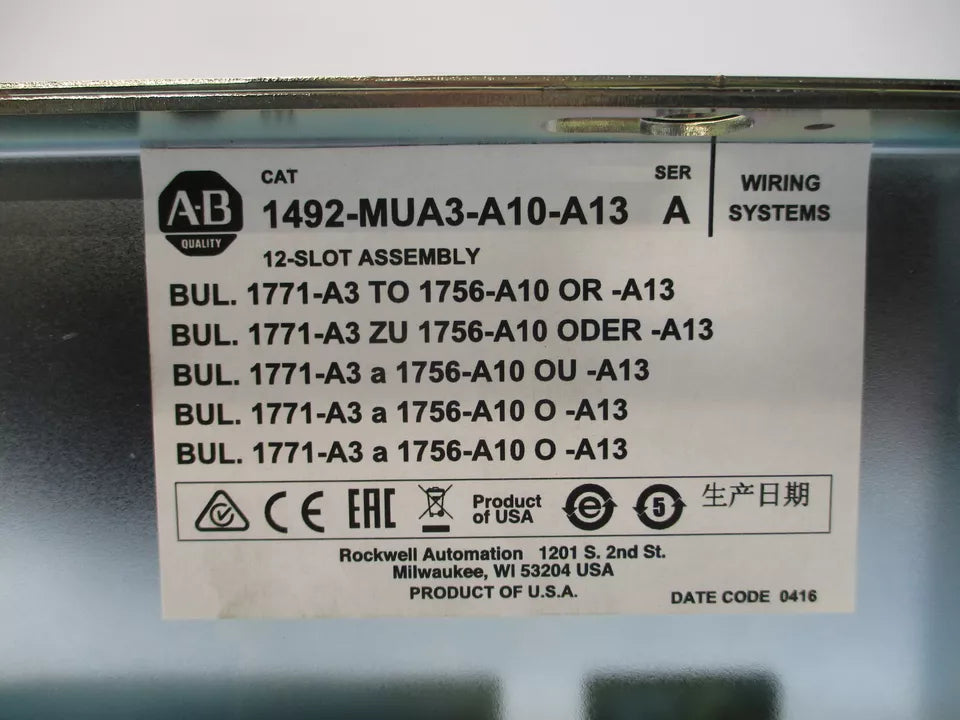 A·B
QUALITY
CAT
1492-MUA3-A10-A13
SER
A
WIRING
SYSTEMS
12-SLOT ASSEMBLY
BUL. 1771-A3 TO 1756-A10 OR -A13
BUL. 1771-A3 ZU 1756-A10 ODER -A13
BUL. 1771-A3 a 1756-A10 OU -A13
BUL. 1771-A3 a 1756-A10 O -A13
BUL. 1771-A3 a 1756-A10 O -A13
CE EAC Product of USA e 5 生产日期
Rockwell Automation 1201 S. 2nd St.
Milwaukee, WI 53204 USA
PRODUCT OF U.S.A.
DATE CODE 0416